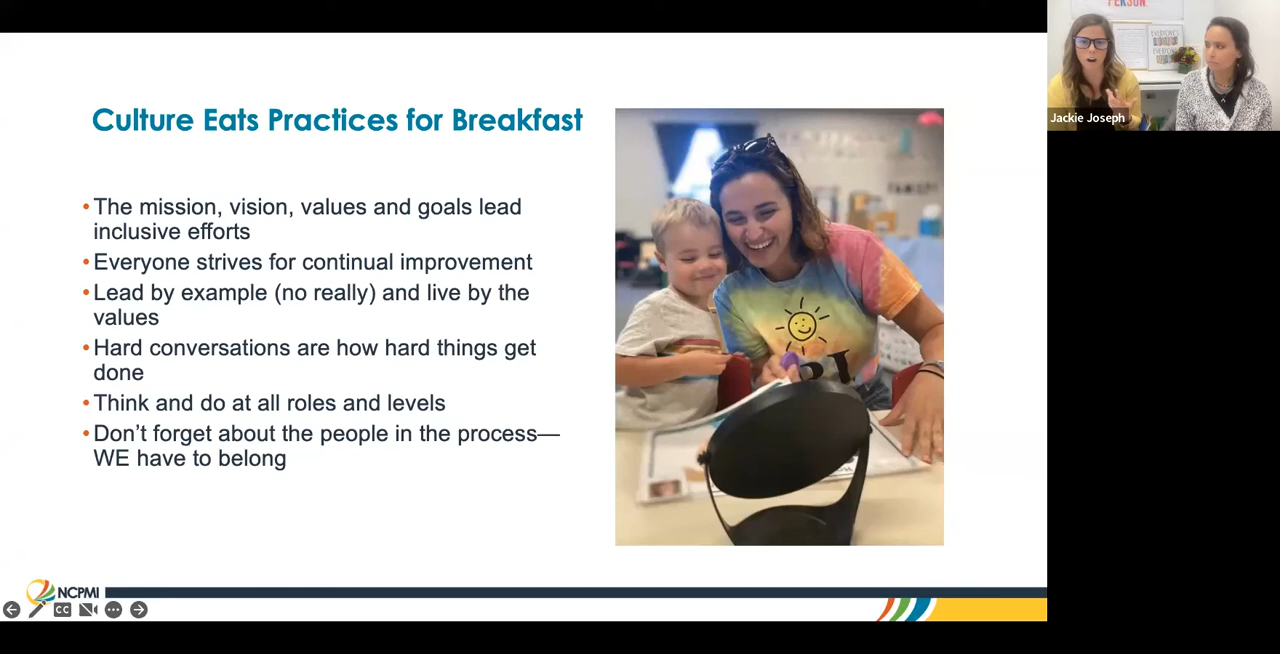 Culture Eats Practices for Breakfast
•The mission, vision, values and goals lead
inclusive efforts
•Everyone strives for continual improvement
•Lead by example (no really) and live by the
values
•Hard conversations are how hard things get
done
•Think and do at all roles and levels
•Don’t forget about the people in the process—
WE have to belong
NCPMI
CC
PERSON.
Jackie Joseph